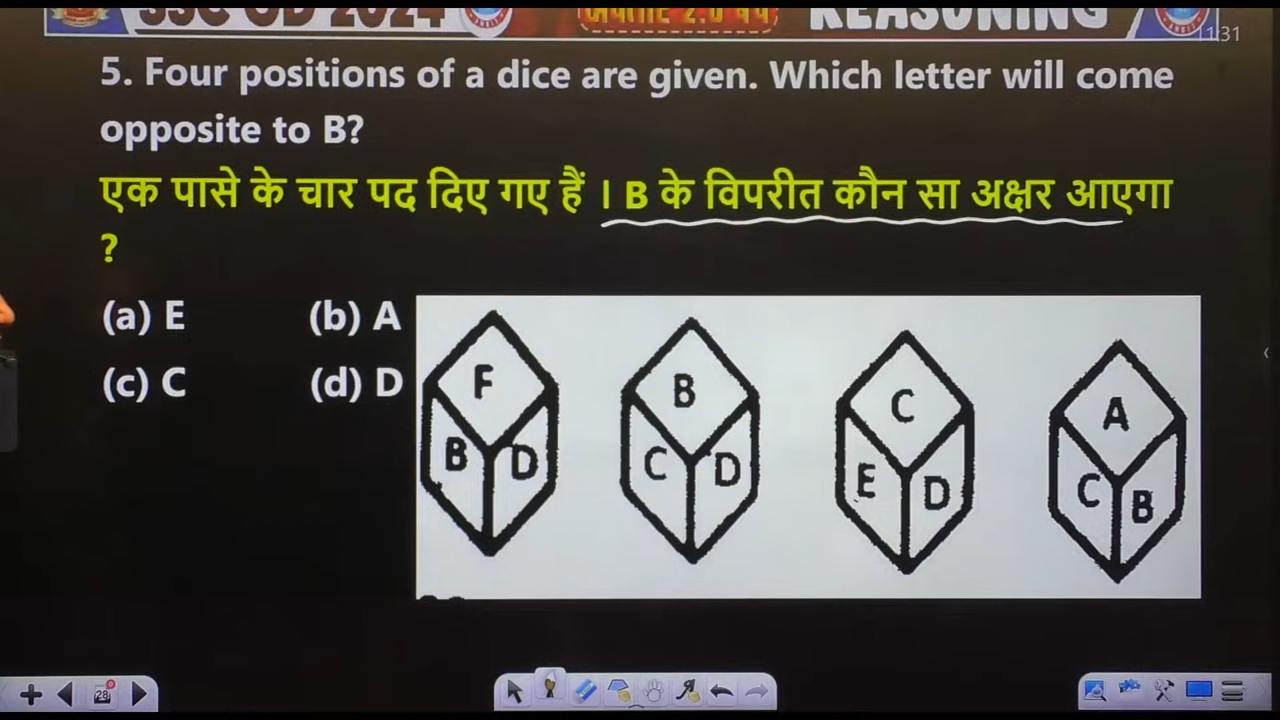 REASONING
11:31
5. Four positions of a dice are given. Which letter will come
opposite to B?
एक पासे के चार पद दिए गए हैं । B के विपरीत कौन सा अक्षर आएगा
?
(a) E (b) A
(c) C (d) D
F B C A
B D C D E D C B
28